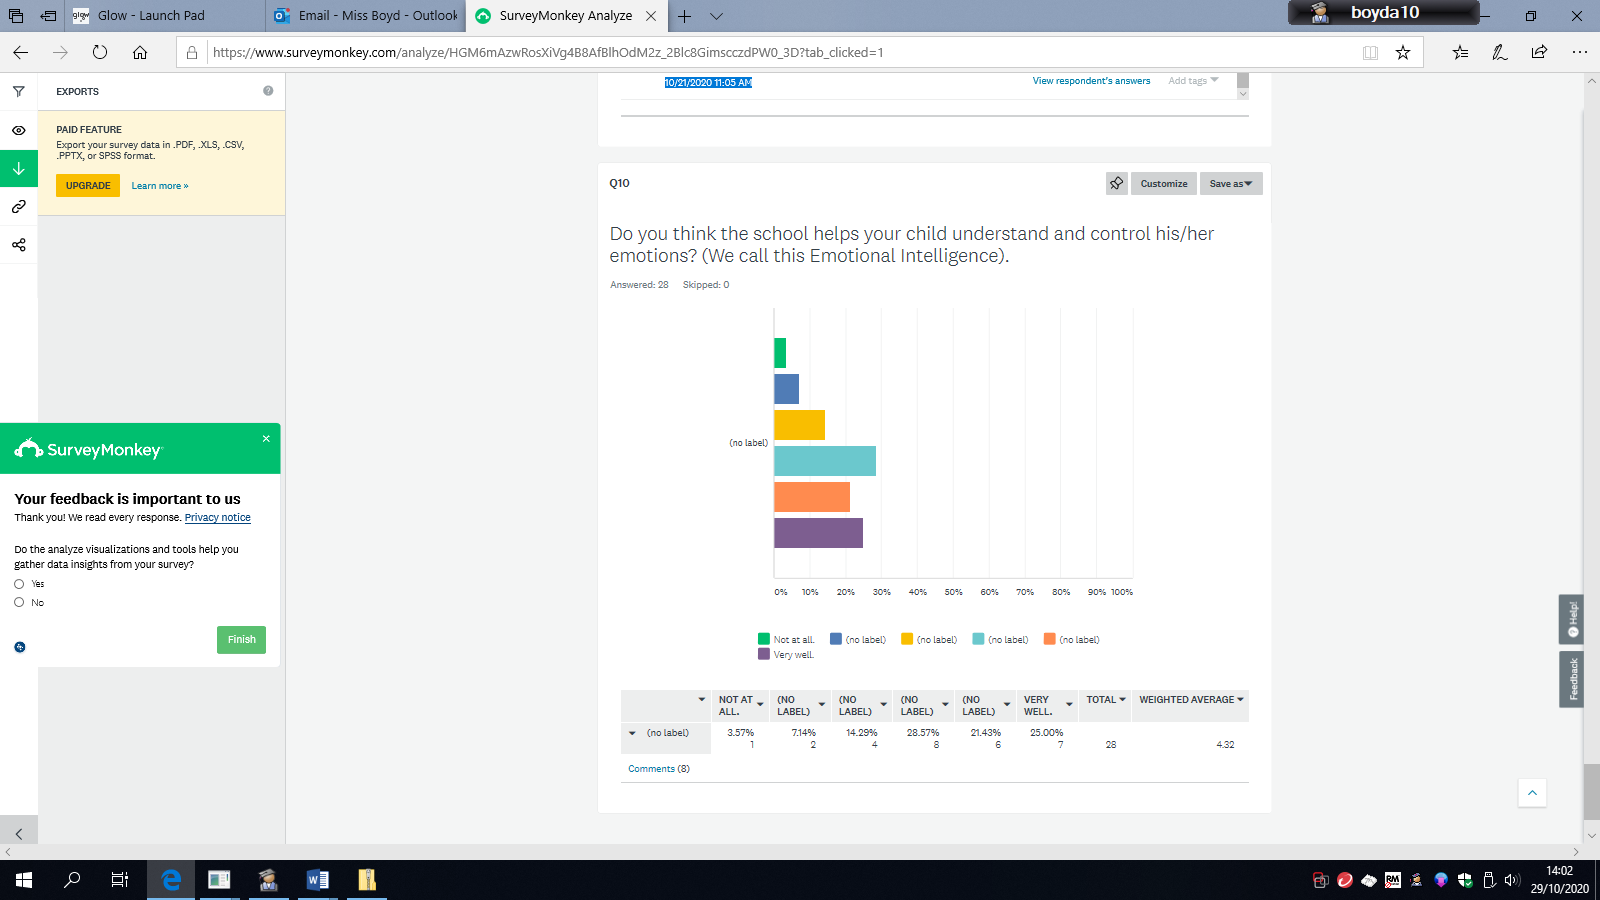 Glow - Launch Pad
Email - Miss Boyd - Outlook
SurveyMonkey Analyze
boyda10
https://www.surveymonkey.com/analyze/HGM6mAzwRosXiVg4B8AfBlhOdM2z_2Blc8GimscczdPW0_3D?tab_clicked=1
EXPORTS
PAID FEATURE
Export your survey data in .PDF, .XLS, .CSV,
.PPTX, or SPSS format.
UPGRADE
Learn more »
10/21/2020 11:05 AM
View respondent's answers
Add tags
Q10
Customize
Save as
Do you think the school helps your child understand and control his/her
emotions? (We call this Emotional Intelligence).
Answered: 28 Skipped: 0
(no label)
0% 10% 20% 30% 40% 50% 60% 70% 80% 90% 100%
Not at all. (no label) (no label) (no label) (no label)
Very well.
NOT AT (NO (NO (NO (NO VERY TOTAL WEIGHTED AVERAGE
ALL. LABEL) LABEL) LABEL) LABEL) WELL.
(no label) 3.57% 7.14% 14.29% 28.57% 21.43% 25.00%
1 2 4 8 6 7 28 4.32
Comments (8)
SurveyMonkey
Your feedback is important to us
Thank you! We read every response. Privacy notice
Do the analyze visualizations and tools help you
gather data insights from your survey?
Yes
No
Finish
Help!
Feedback
RM
14:02
29/10/2020